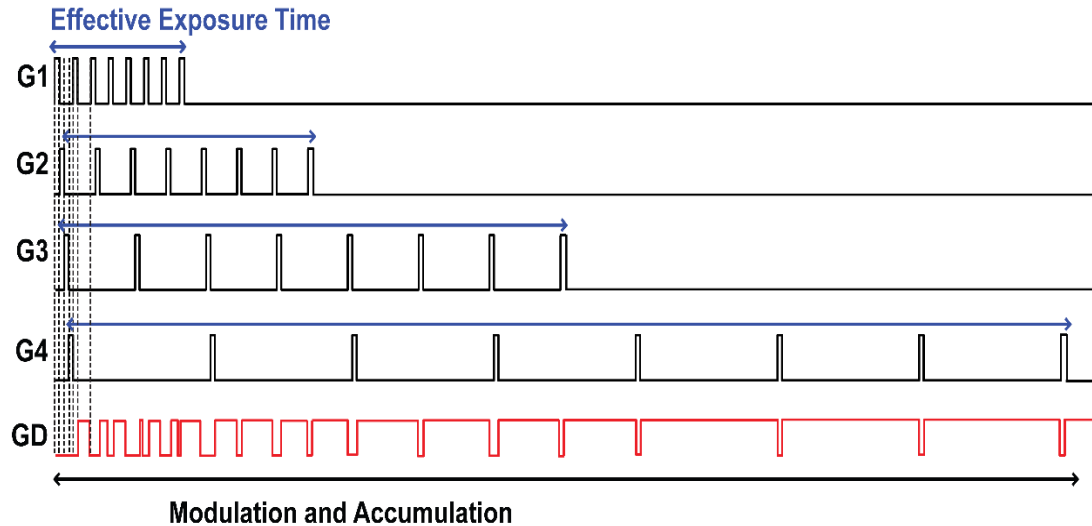 Effective Exposure Time
G1
G2
G3
G4
GD
Modulation and Accumulation